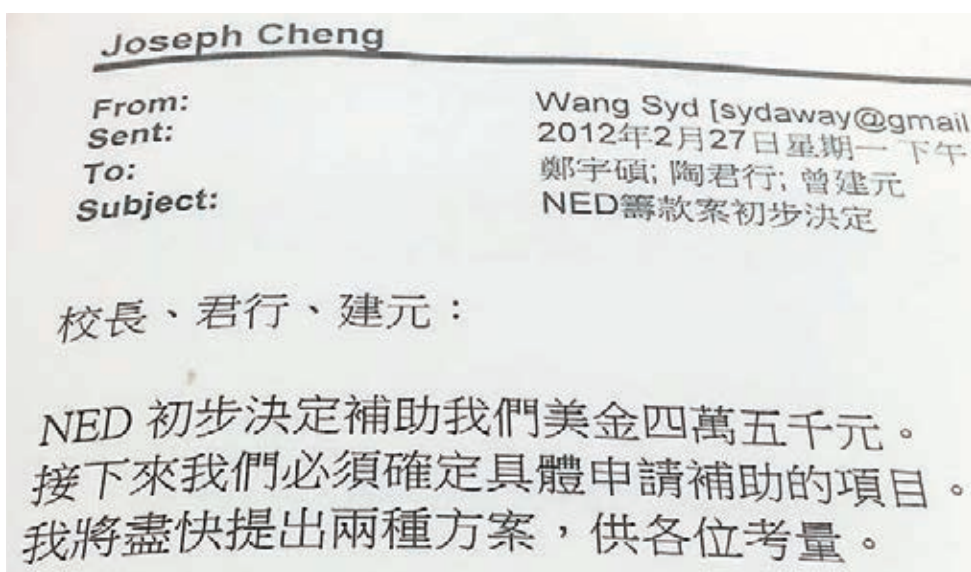 Joseph Cheng
From: Wang Syd [sydaway@gmail
Sent: 2012年2月27日星期一 下午
To: 鄭宇碩; 陶君行; 曾建元
Subject: NED籌款案初步決定
校長、君行、建元：
NED 初步決定補助我們美金四萬五千元。
接下來我們必須確定具體申請補助的項目。
我將盡快提出兩種方案，供各位考量。